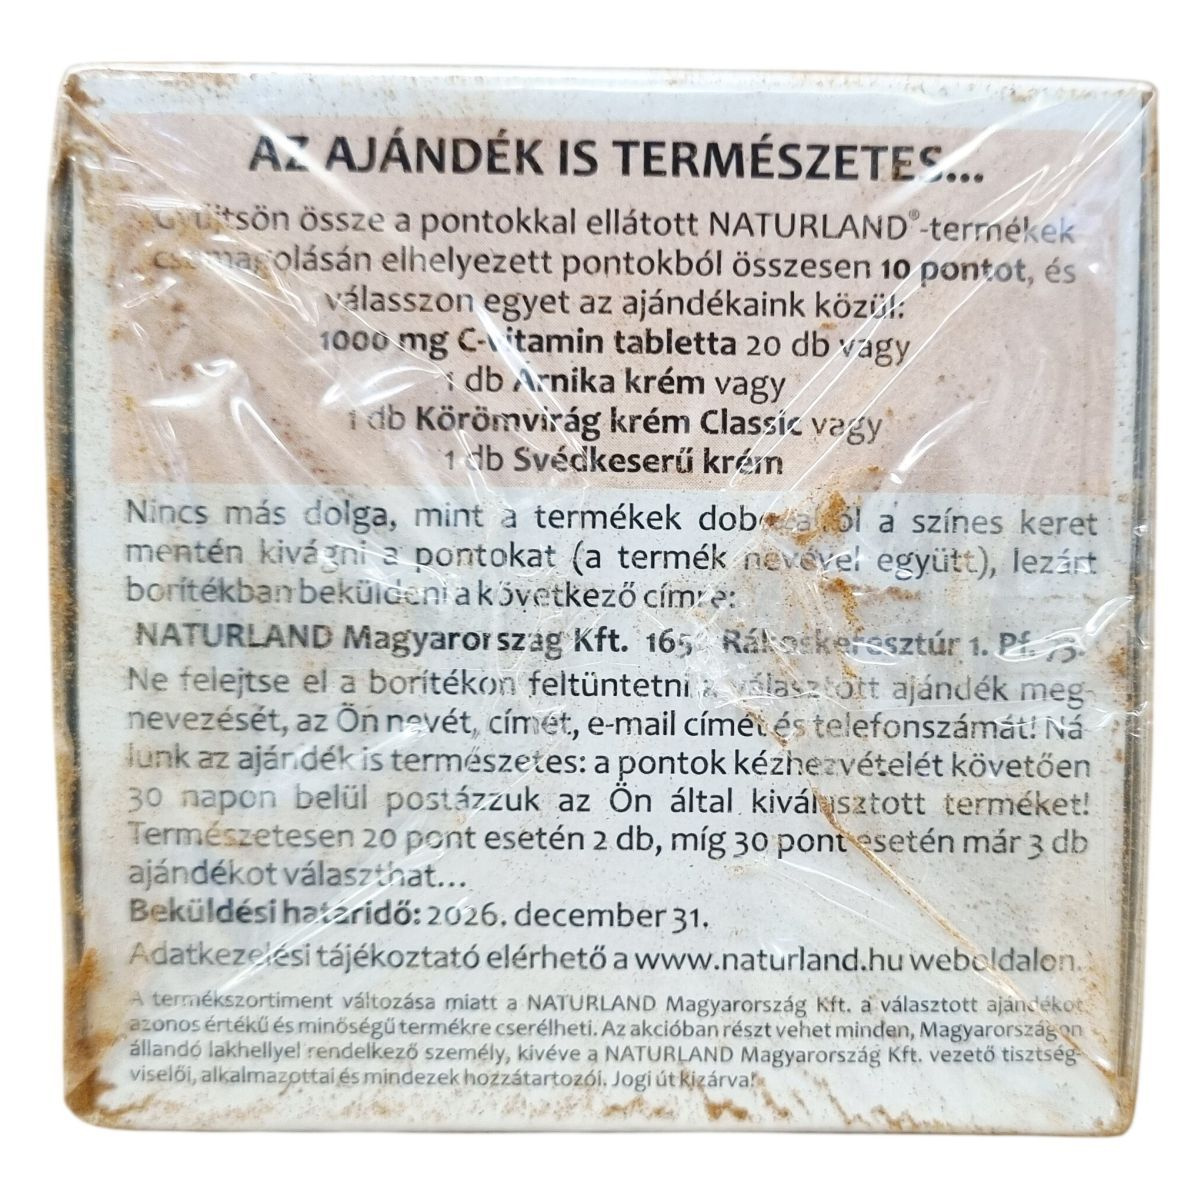 AZ AJÁNDÉK IS TERMÉSZETES...
Gyűjtsön össze a pontokkal ellátott NATURLAND®-termékek
csomagolásán elhelyezett pontokból összesen 10 pontot, és
válasszon egyet az ajándékaink közül:
1000 mg C-vitamin tabletta 20 db vagy
1 db Árnika krém vagy
1 db Körömvirág krém Classic vagy
1 db Svédkeserű krém
Nincs más dolga, mint a termékek dobozából a színes keret
mentén kivágni a pontokat (a termék nevével együtt), lezárt
borítékban beküldeni a következő címre:
NATURLAND Magyarország Kft. Rákoskeresztúr 1. Pf. 73.
Ne felejtse el a borítékon feltüntetni a választott ajándék meg-
nevezését, az Ön nevét, címét, e-mail címét és telefonszámát! Ná-
lunk az ajándék is természetes: a pontok kézhezvételét követően
30 napon belül postázzuk az Ön által kiválasztott terméket!
Természetesen 20 pont esetén 2 db, míg 30 pont esetén már 3 db
ajándékot választhat...
Beküldési határidő: 2026. december 31.
Adatkezelési tájékoztató elérhető a www.naturland.hu weboldalon.
A termékszortiment változása miatt a NATURLAND Magyarország Kft. a választott ajándékot
azonos értékű és minőségű termékre cserélheti. Az akcióban részt vehet minden, Magyarországon
állandó lakhellyel rendelkező személy, kivéve a NATURLAND Magyarország Kft. vezető tisztség-
viselői, alkalmazottai és mindezek hozzátartozói. Jogi út kizárva!